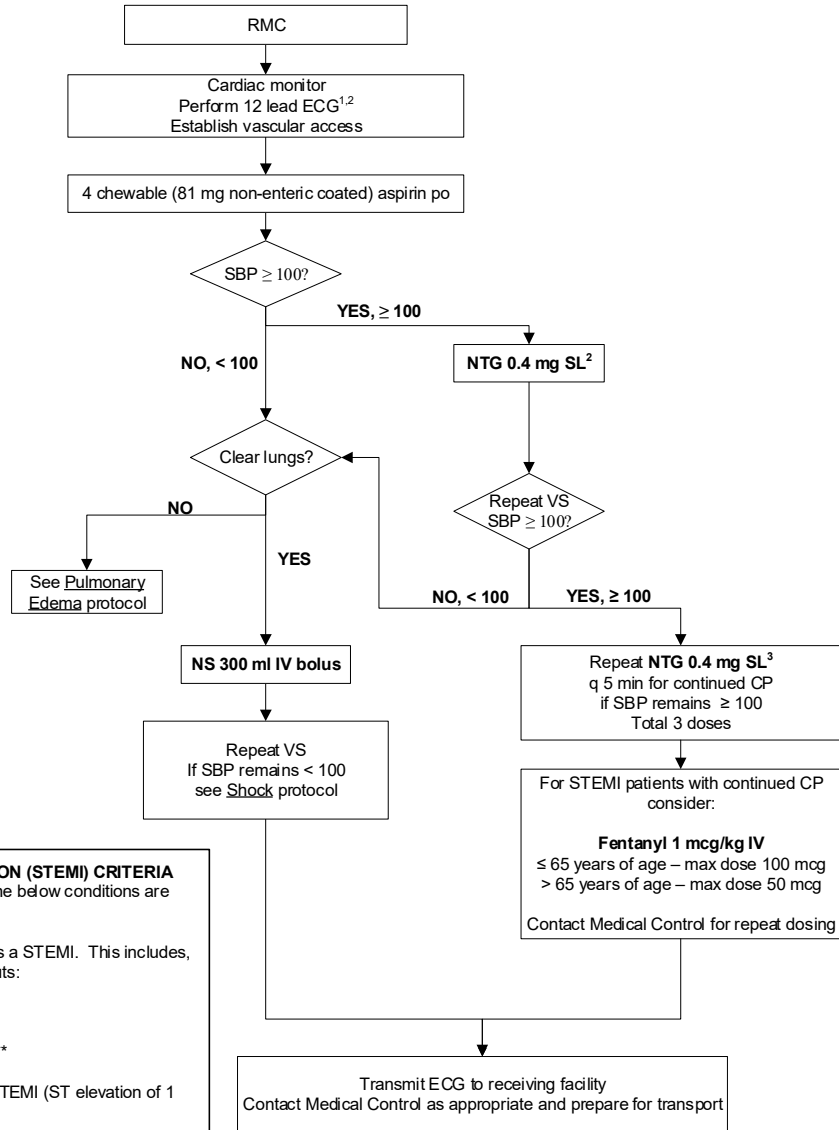 RMC
Cardiac monitor
Perform 12 lead ECG1,2
Establish vascular access
4 chewable (81 mg non-enteric coated) aspirin po
SBP ≥ 100?
YES, ≥ 100
NO, < 100
NTG 0.4 mg SL2
Clear lungs?
Repeat VS
SBP ≥ 100?
NO
YES
NO, < 100
YES, ≥ 100
See Pulmonary
Edema protocol
NS 300 ml IV bolus
Repeat NTG 0.4 mg SL3
q 5 min for continued CP
if SBP remains ≥ 100
Total 3 doses
Repeat VS
If SBP remains < 100
see Shock protocol
For STEMI patients with continued CP
consider:
Fentanyl 1 mcg/kg IV
≤ 65 years of age – max dose 100 mcg
> 65 years of age – max dose 50 mcg
Contact Medical Control for repeat dosing
ON (STEMI) CRITERIA
below conditions are
s a STEMI. This includes,
uts:
*
TEMI (ST elevation of 1
Transmit ECG to receiving facility
Contact Medical Control as appropriate and prepare for transport